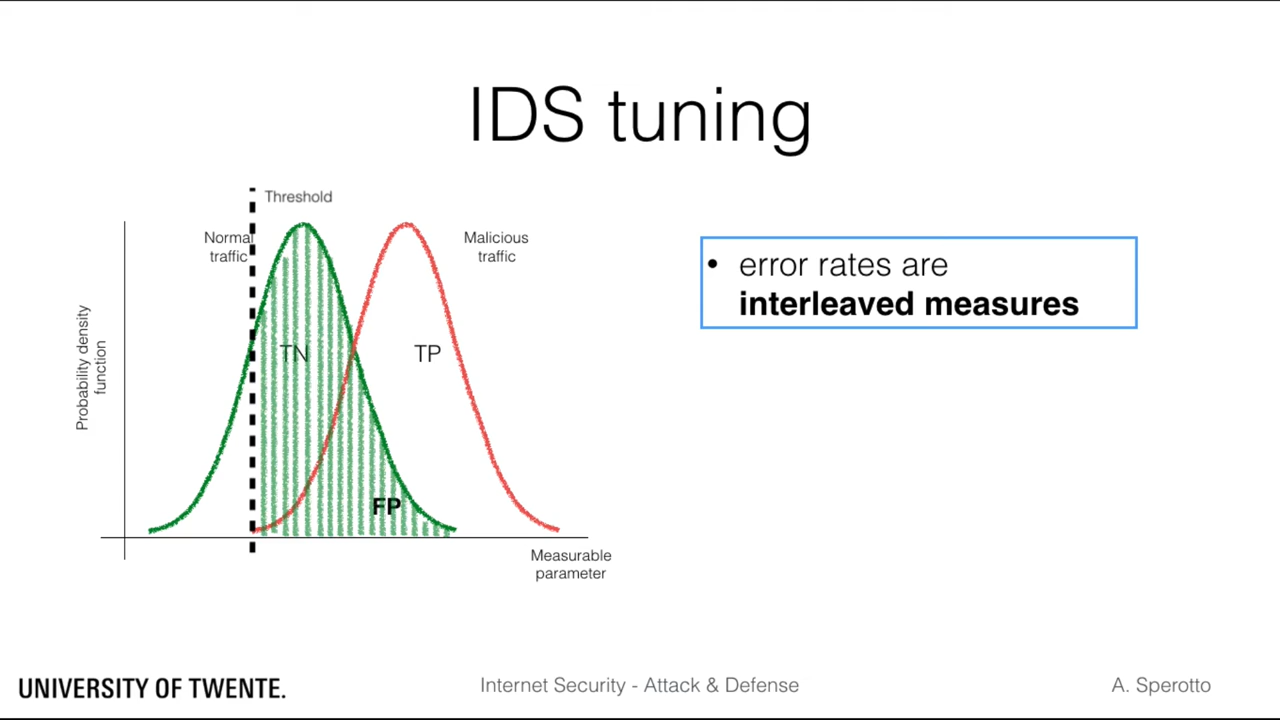 IDS tuning
Threshold
Normal
traffic
Malicious
traffic
Probability density
function
TN
TP
FP
Measurable
parameter
• error rates are
interleaved measures
UNIVERSITY OF TWENTE.
Internet Security - Attack & Defense
A. Sperotto